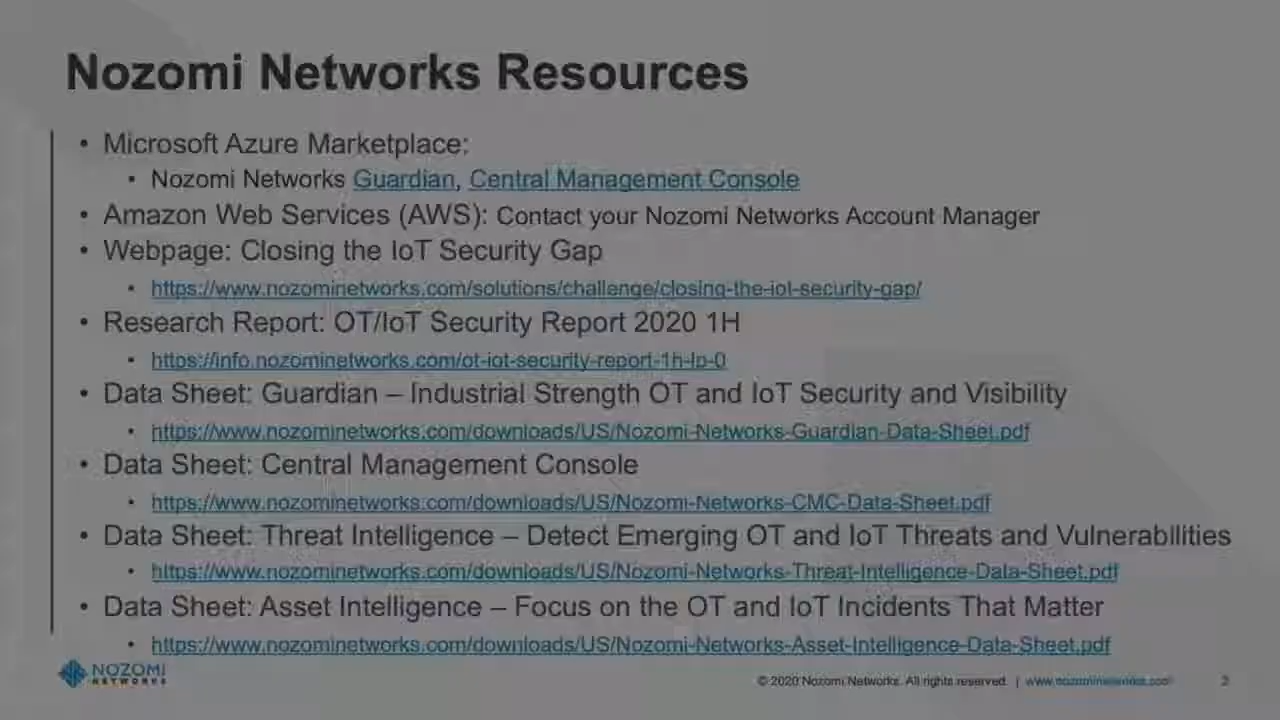 Nozomi Networks Resources
• Microsoft Azure Marketplace:
• Nozomi Networks Guardian, Central Management Console
• Amazon Web Services (AWS): Contact your Nozomi Networks Account Manager
• Webpage: Closing the IoT Security Gap
• https://www.nozominetworks.com/solutions/challenge/closing-the-iot-security-gap/
• Research Report: OT/IoT Security Report 2020 1H
• https://info.nozominetworks.com/ot-iot-security-report-1h-lp-0
• Data Sheet: Guardian – Industrial Strength OT and IoT Security and Visibility
• https://www.nozominetworks.com/downloads/US/Nozomi-Networks-Guardian-Data-Sheet.pdf
• Data Sheet: Central Management Console
• https://www.nozominetworks.com/downloads/US/Nozomi-Networks-CMC-Data-Sheet.pdf
• Data Sheet: Threat Intelligence – Detect Emerging OT and IoT Threats and Vulnerabilities
• https://www.nozominetworks.com/downloads/US/Nozomi-Networks-Threat-Intelligence-Data-Sheet.pdf
• Data Sheet: Asset Intelligence – Focus on the OT and IoT Incidents That Matter
• https://www.nozominetworks.com/downloads/US/Nozomi-Networks-Asset-Intelligence-Data-Sheet.pdf
NOZOMI
NETWORKS
© 2020 Nozomi Networks. All rights reserved. | www.nozominetworks.com 2